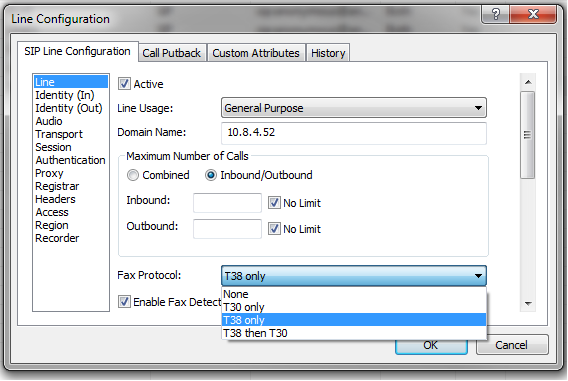 Line Configuration
SIP Line Configuration
Call Putback
Custom Attributes
History
Line
Identity (In)
Identity (Out)
Audio
Transport
Session
Authentication
Proxy
Registrar
Headers
Access
Region
Recorder
Active
Line Usage: General Purpose
Domain Name: 10.8.4.52
Maximum Number of Calls
Combined Inbound/Outbound
Inbound: No Limit
Outbound: No Limit
Fax Protocol: T38 only
Enable Fax Detect
None
T30 only
T38 only
T38 then T30
OK Cancel